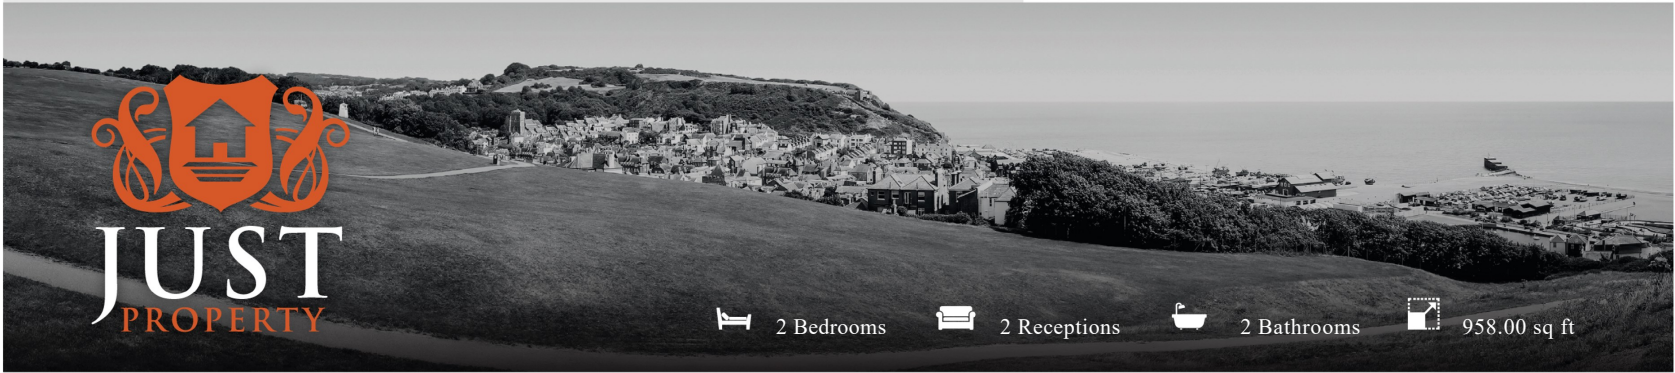 JUST
PROPERTY
2 Bedrooms
2 Receptions
2 Bathrooms
958.00 sq ft